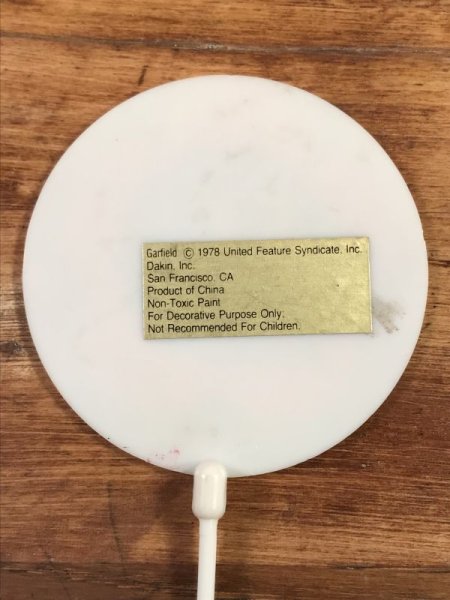 Garfield © 1978 United Feature Syndicate, Inc.
Dakin, Inc.
San Francisco, CA
Product of China
Non-Toxic Paint
For Decorative Purpose Only.
Not Recommended For Children.